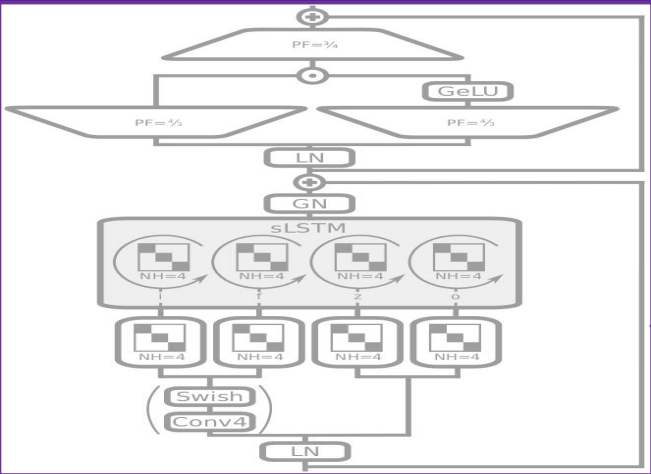 PF=¾
GeLU
PF=⁴⁄₃ PF=⁴⁄₃
LN
GN
sLSTM
NH=4 NH=4 NH=4 NH=4
i f z o
NH=4 NH=4 NH=4 NH=4
Swish
Conv4
LN